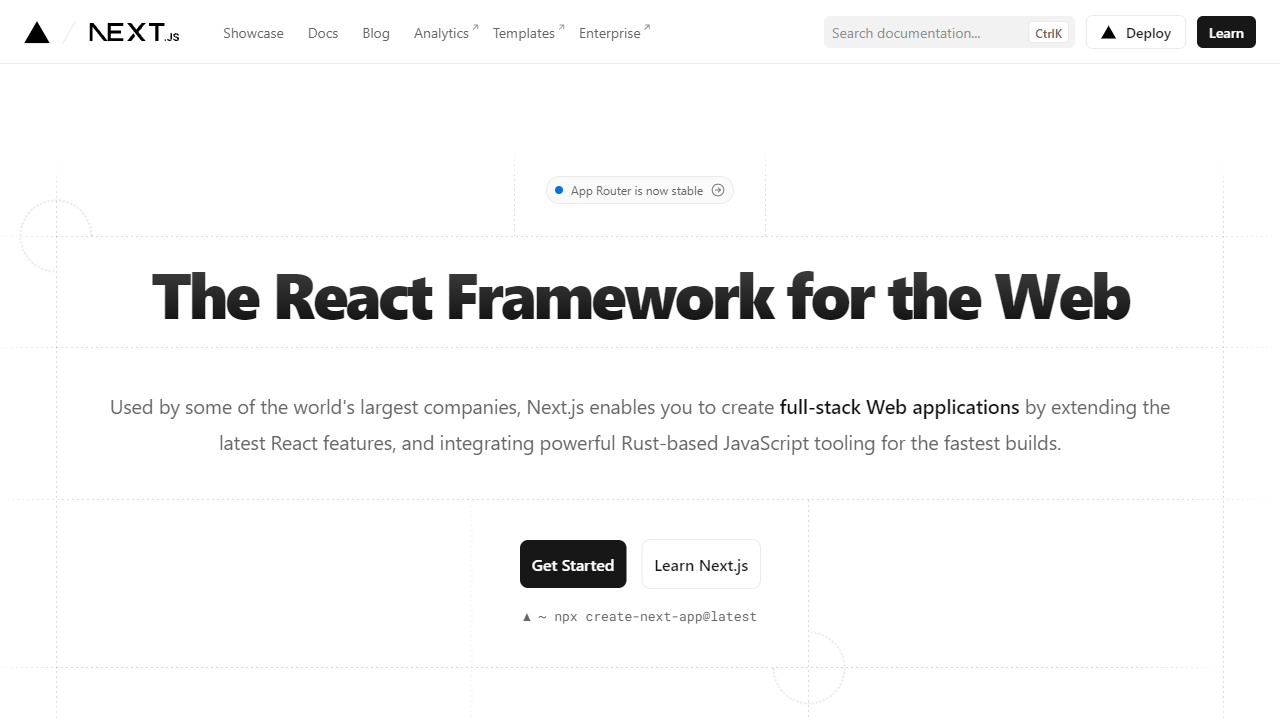 NEXT.JS
Showcase
Docs
Blog
Analytics
Templates
Enterprise
Search documentation...
CtrlK
Deploy
Learn
App Router is now stable
The React Framework for the Web
Used by some of the world's largest companies, Next.js enables you to create full-stack Web applications by extending the
latest React features, and integrating powerful Rust-based JavaScript tooling for the fastest builds.
Get Started
Learn Next.js
▲ ~ npx create-next-app@latest